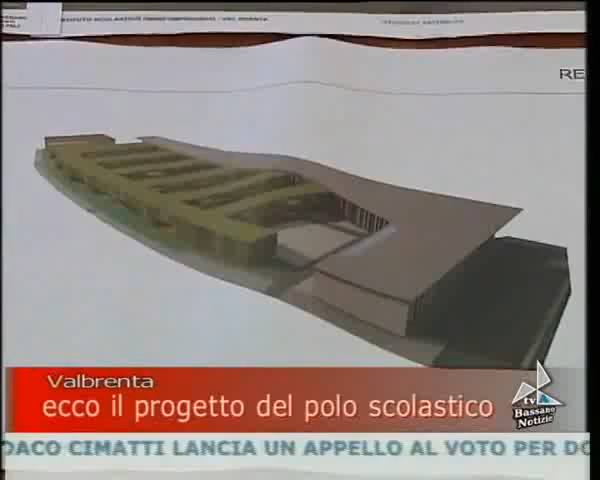 RE
Valbrenta
ecco il progetto del polo scolastico
tv
Bassano
Notizie
DACO CIMATTI LANCIA UN APPELLO AL VOTO PER DO